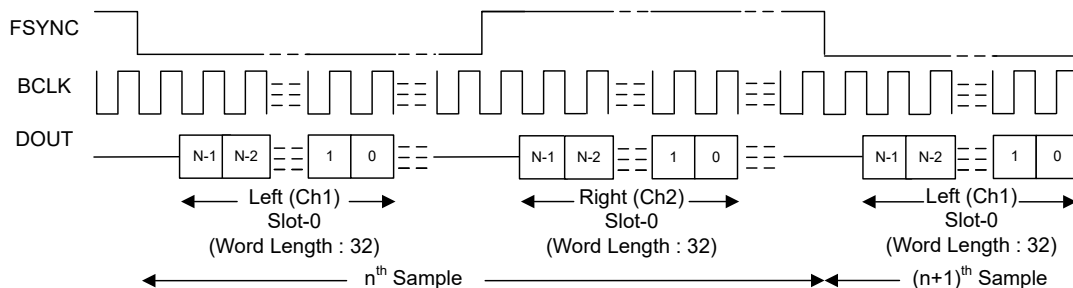 FSYNC
BCLK
DOUT
N-1 N-2 1 0 N-1 N-2 1 0 N-1 N-2 1 0
Left (Ch1) Right (Ch2) Left (Ch1)
Slot-0 Slot-0 Slot-0
(Word Length : 32) (Word Length : 32) (Word Length : 32)
nth Sample (n+1)th Sample